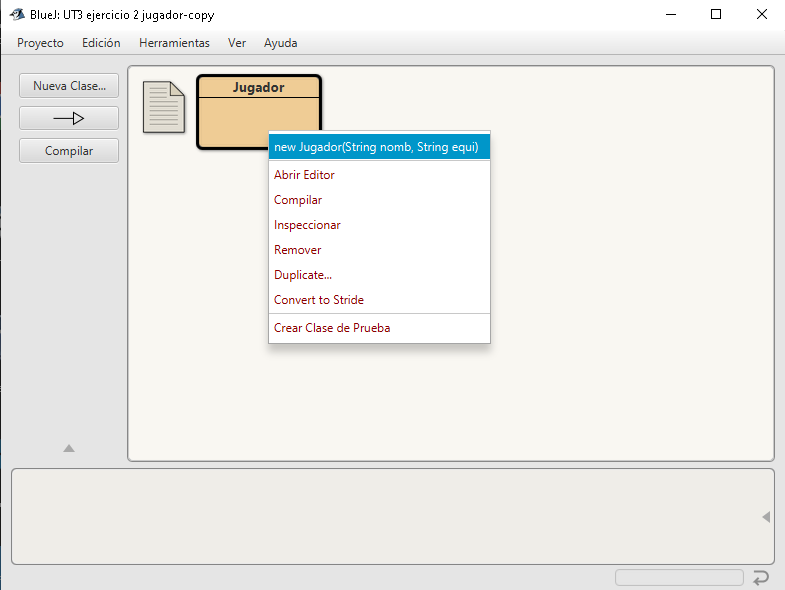 BlueJ: UT3 ejercicio 2 jugador-copy
Proyecto Edición Herramientas Ver Ayuda
Nueva Clase...
Compilar
Jugador
new Jugador(String nomb, String equi)
Abrir Editor
Compilar
Inspeccionar
Remover
Duplicate...
Convert to Stride
Crear Clase de Prueba